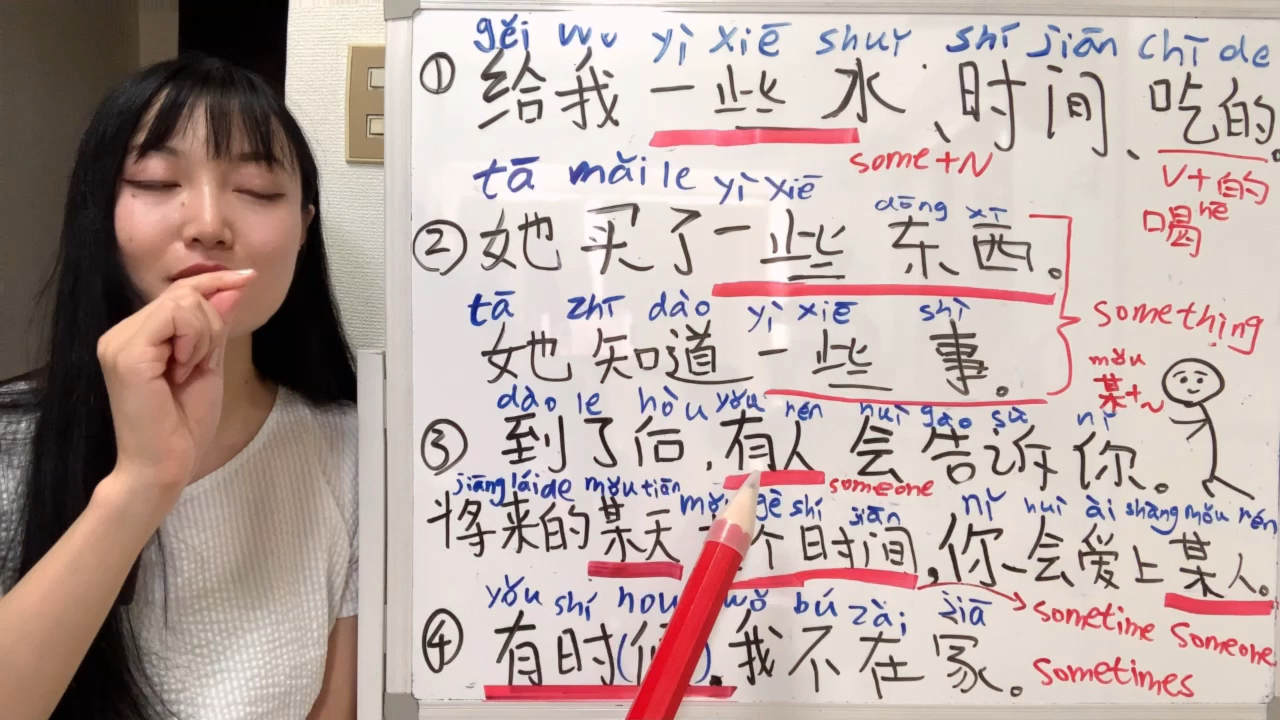 gěi wǒ yì xiē shuǐ shí jiān chī de
① 给我一些水、时间、吃的。
some+N
V+的
喝 hē
tā mǎi le yì xiē dōng xī
② 她买了一些东西。
tā zhī dào yì xiē shì
她知道一些事。
something
mǒu
某+N
dào le hòu yǒu rén huì gào sù nǐ
③ 到了后,有人会告诉你。
someone
jiāng lái de mǒu tiān gè shí jiān nǐ huì ài shàng mǒu rén
将来的某天 个时间,你会爱上某人。
sometime someone
yǒu shí hou wǒ bú zài jiā
④ 有时(候),我不在家。
sometimes